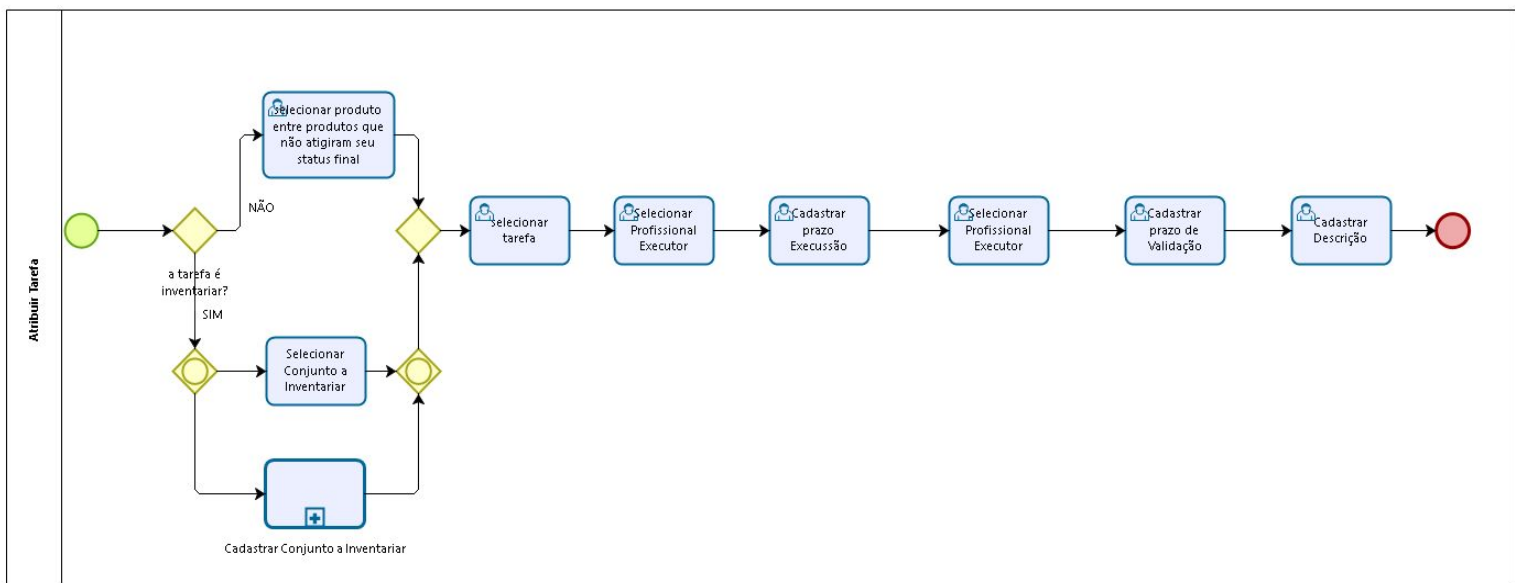 Atribuir Tarefa
selecionar produto
entre produtos que
não atigiram seu
status final
NÃO
a tarefa é
inventariar?
SIM
Selecionar
Conjunto a
Inventariar
Cadastrar Conjunto a Inventariar
selecionar
tarefa
Selecionar
Profissional
Executor
Cadastrar
prazo
Execussão
Selecionar
Profissional
Executor
Cadastrar
prazo de
Validação
Cadastrar
Descrição